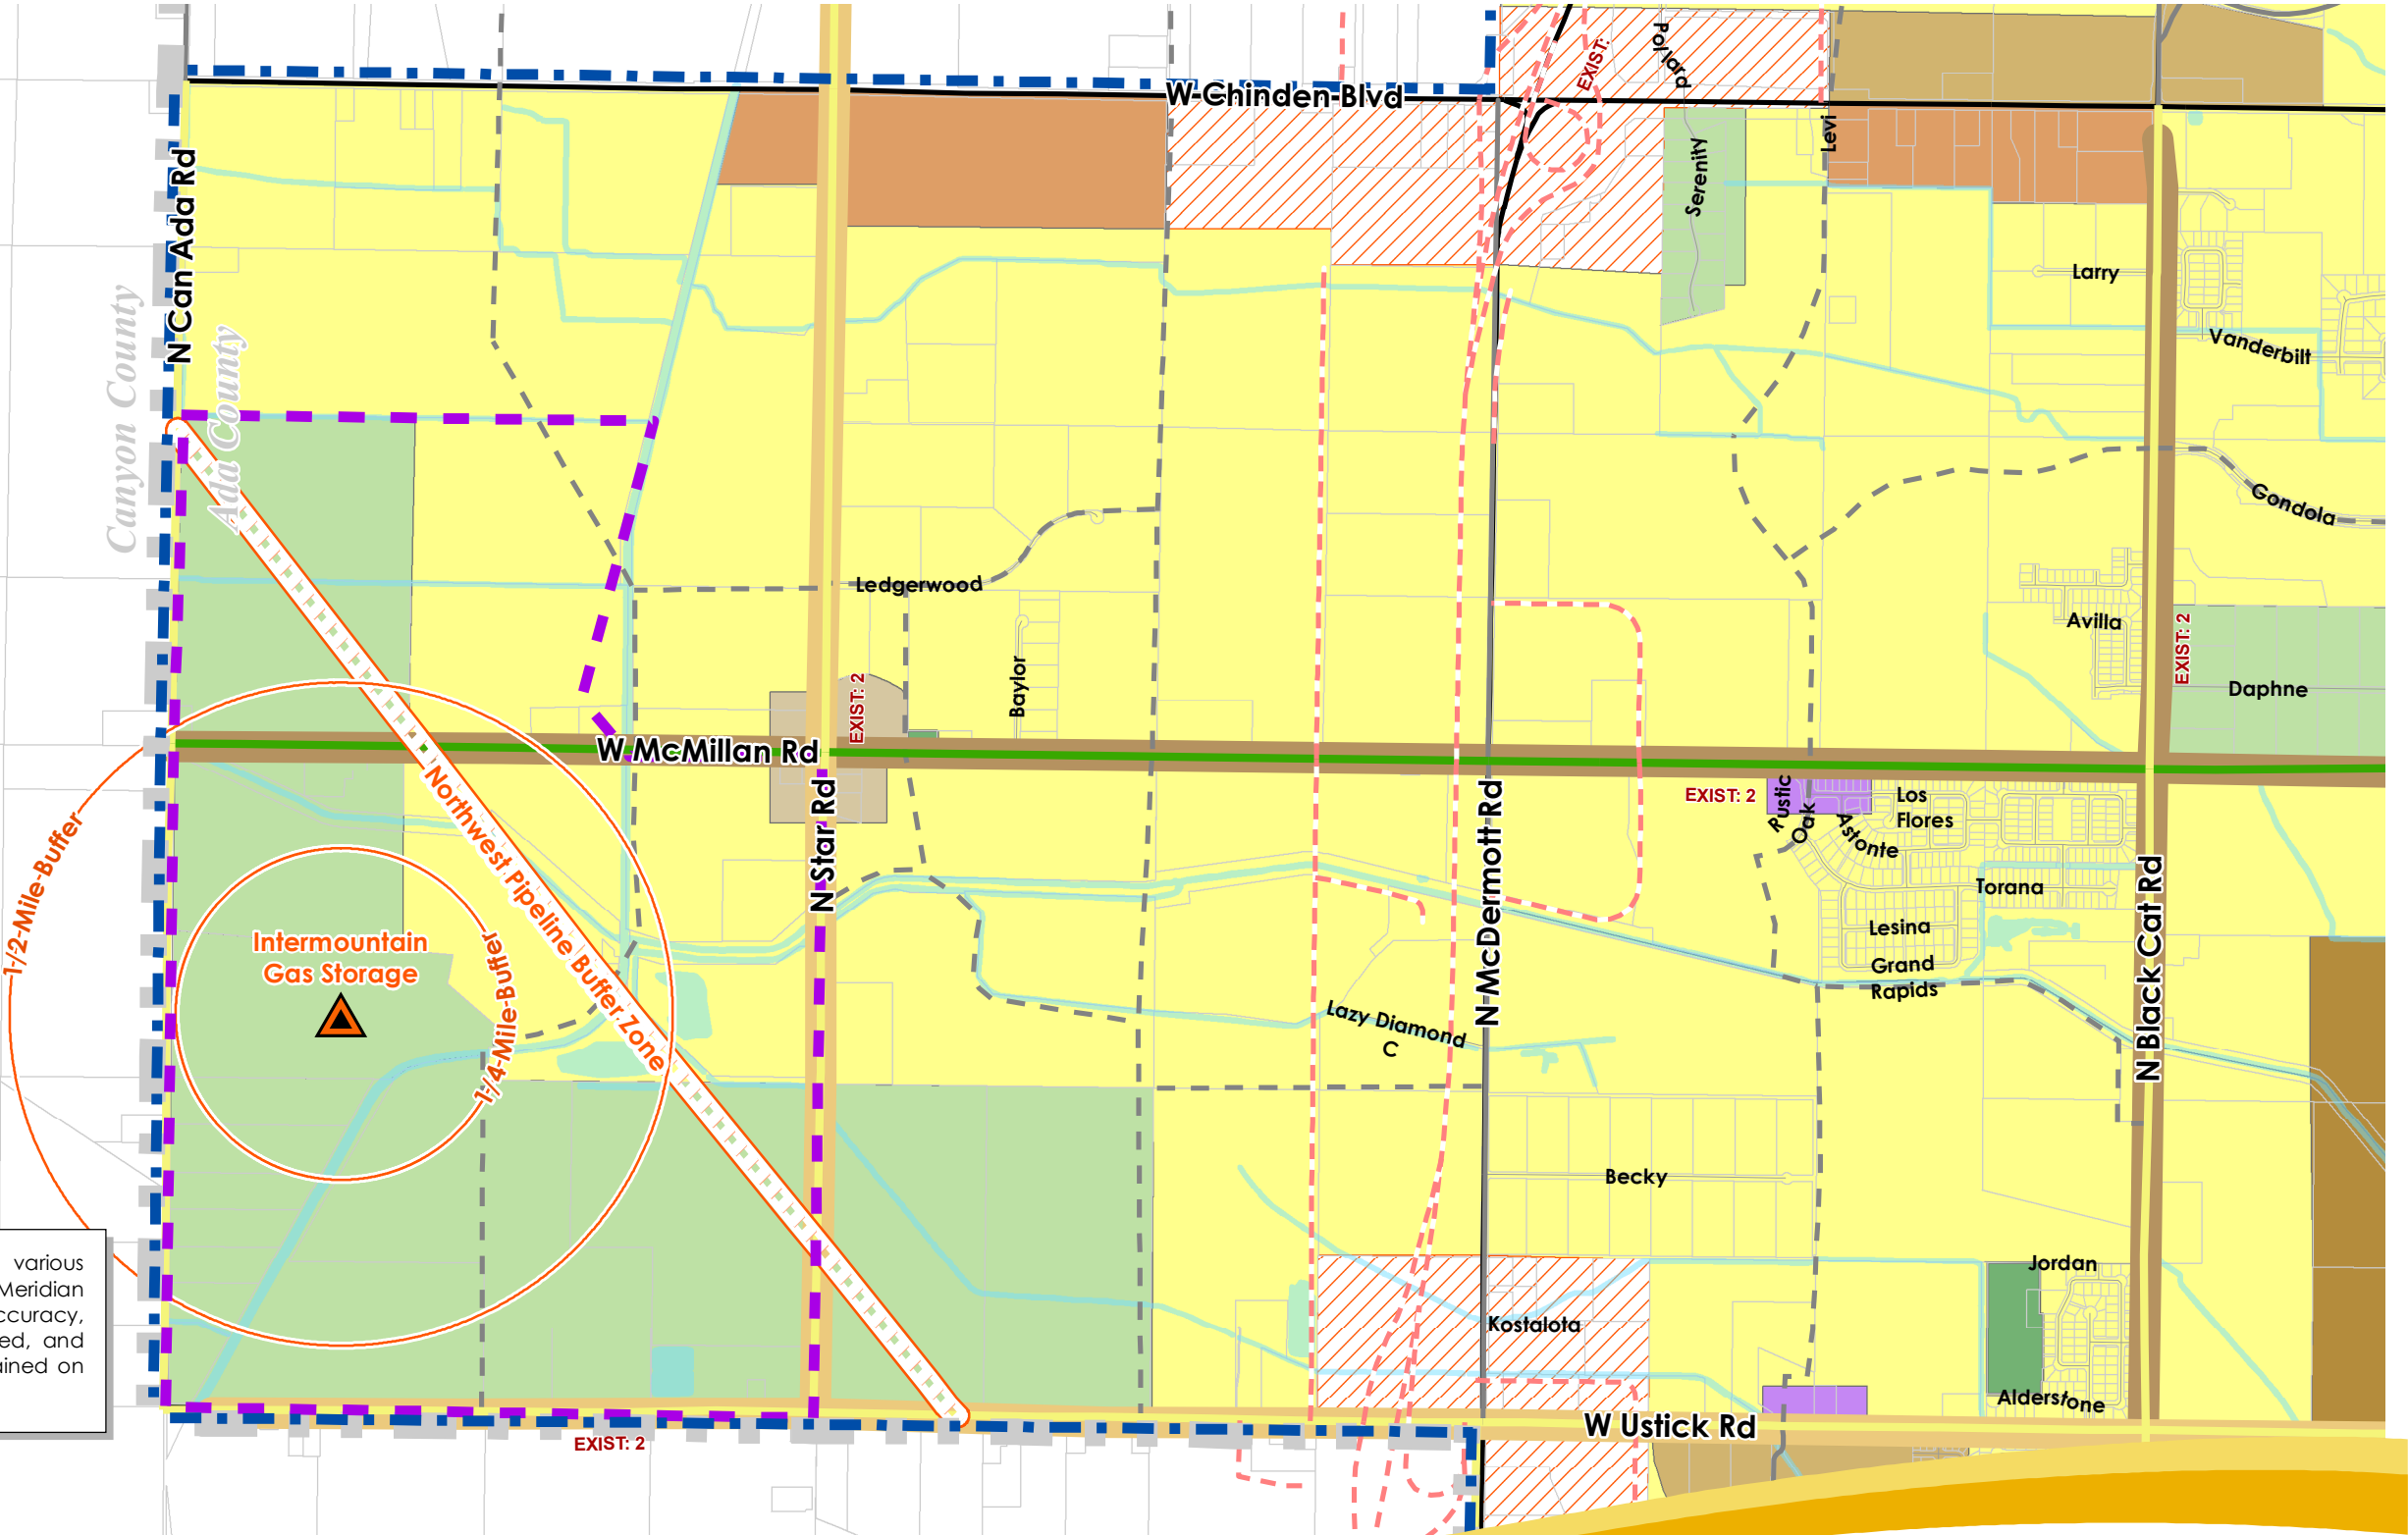 Pollard
EXIST:
W Chinden Blvd
Levi
Serenity
N Can Ada Rd
Larry
Canyon County
Ada County
Vanderbilt
Gondola
Ledgerwood
Avilla
EXIST: 2
Baylor
EXIST: 2
Daphne
W McMillan Rd
Northwest Pipeline Buffer Zone
N Star Rd
N McDermott Rd
EXIST: 2
Rustic
Oak
Astonte
Los
Flores
1/2-Mile-Buffer
Torana
N Black Cat Rd
Intermountain
Gas Storage
1/4-Mile-Buffer
Lesina
Grand
Rapids
Lazy Diamond
C
Becky
various
Meridian
ccuracy,
ed, and
ained on
Jordan
Kostalota
Alderstone
W Ustick Rd
EXIST: 2